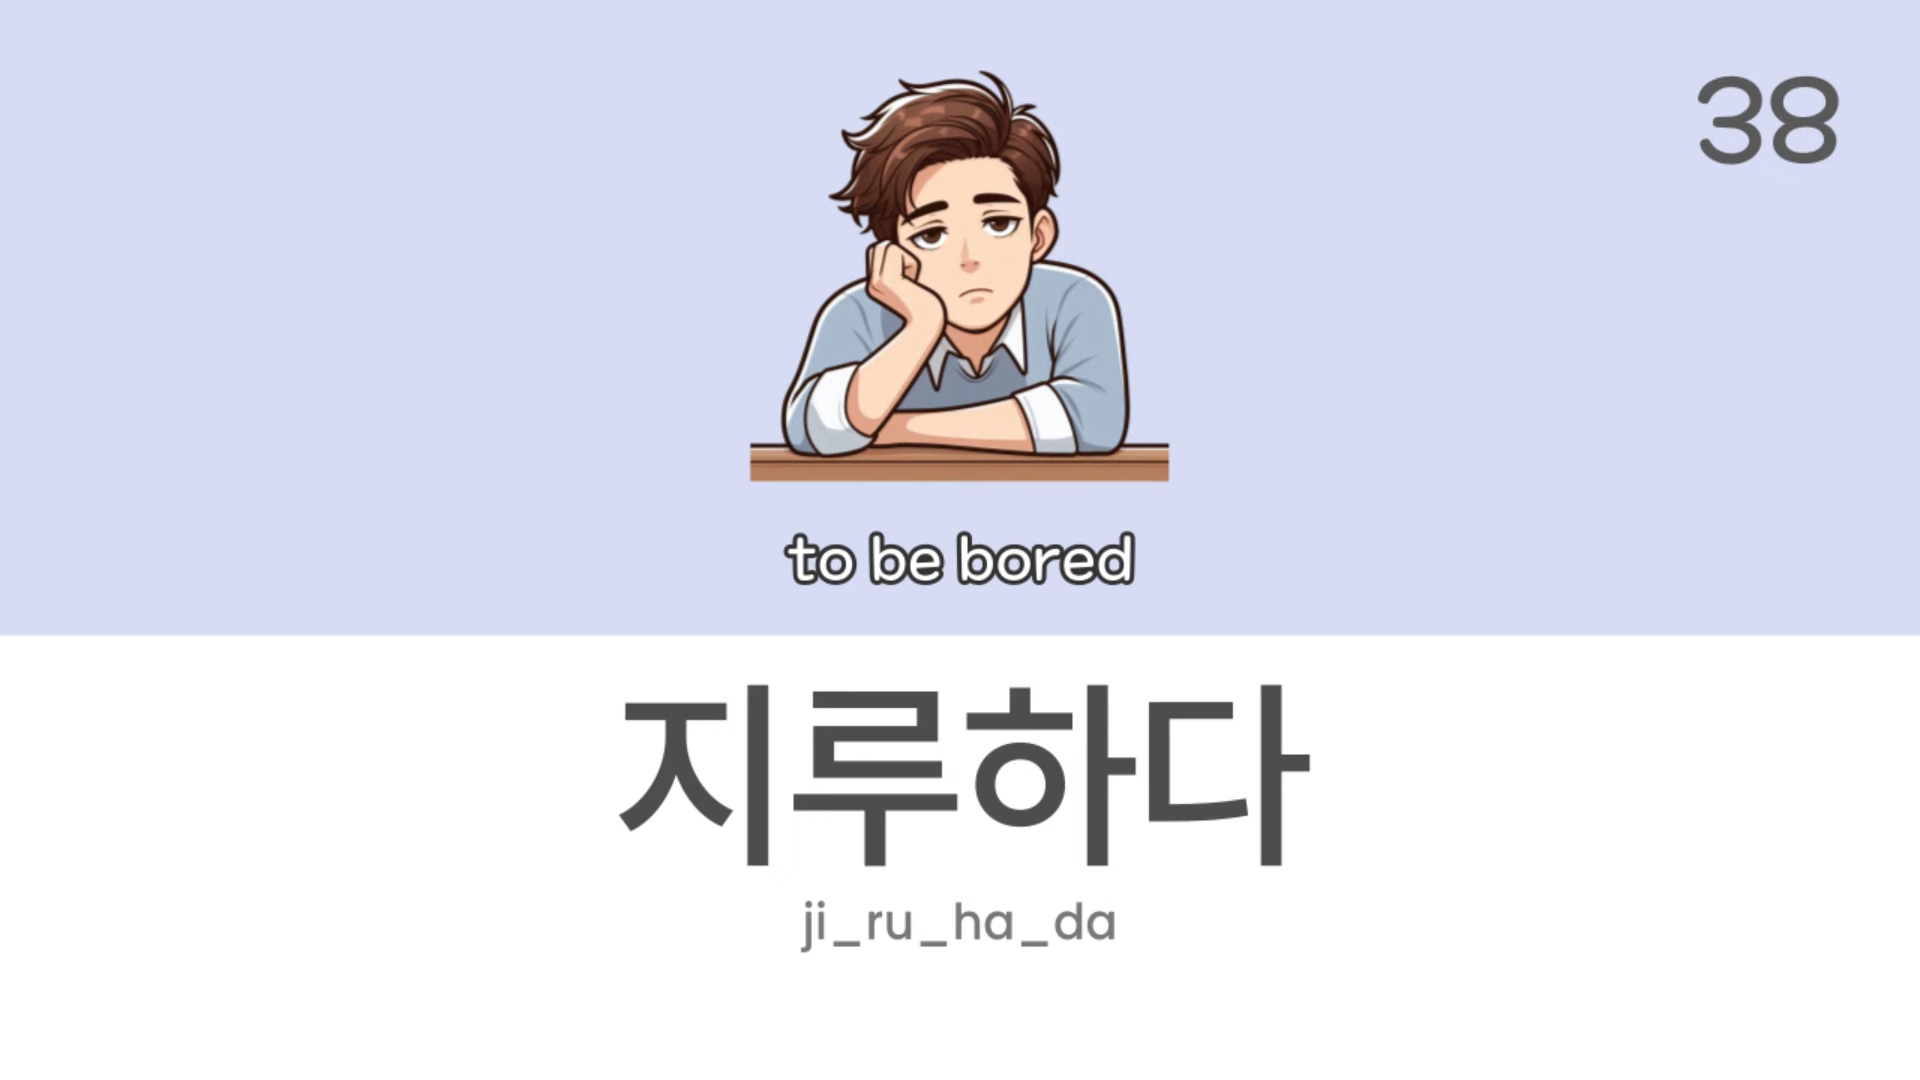 38
to be bored
지루하다
ji_ru_ha_da